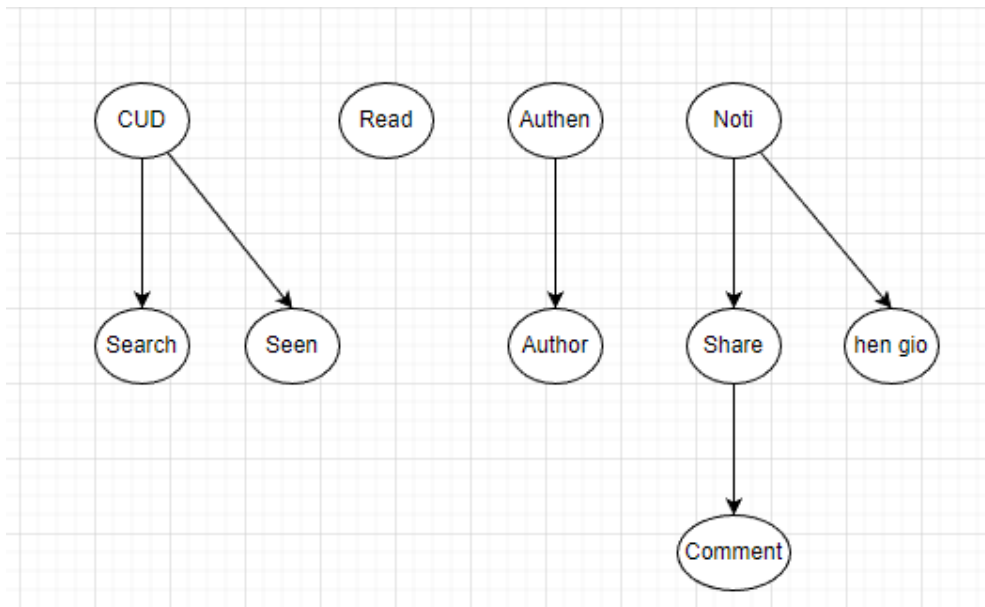 CUD
Read
Authen
Noti
Search
Seen
Author
Share
hen gio
Comment